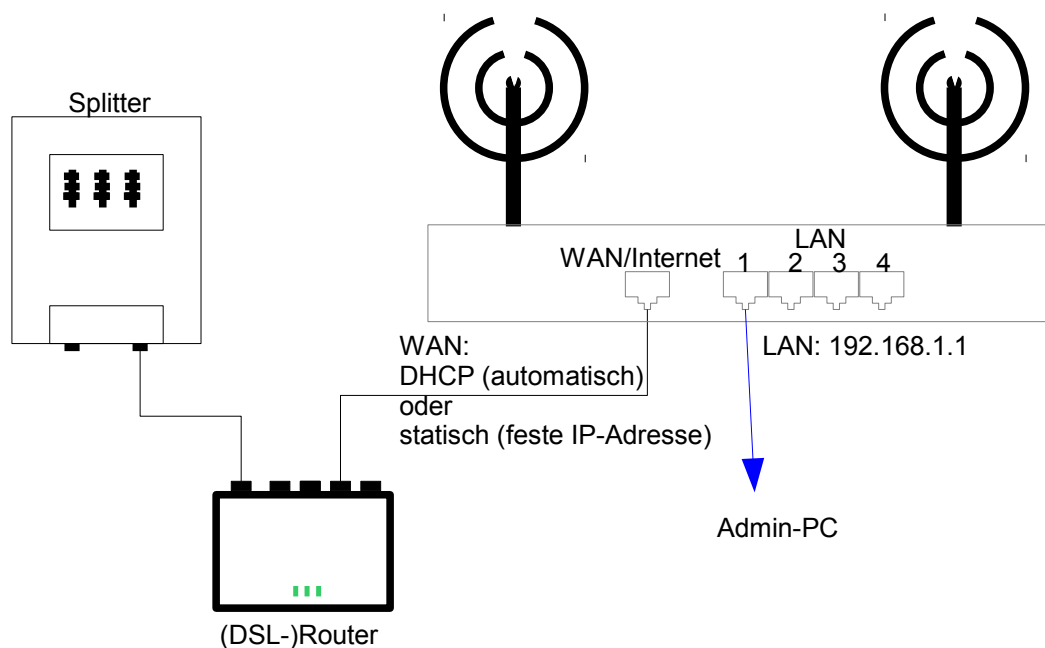 Splitter
LAN
WAN/Internet
1 2 3 4
WAN:
DHCP (automatisch)
oder
statisch (feste IP-Adresse)
LAN: 192.168.1.1
Admin-PC
(DSL-)Router